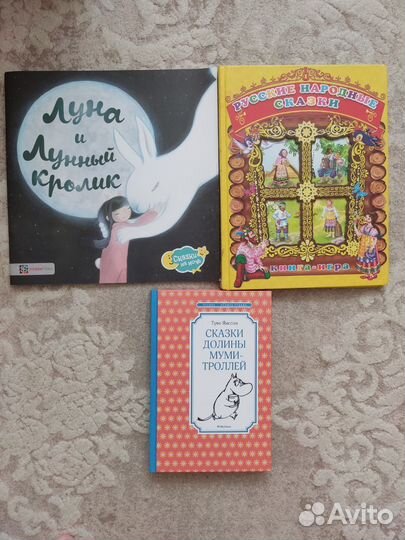 Луна
и
Лунный
Кролик
Сказки
на ночь
РУССКИЕ НАРОДНЫЕ
СКАЗКИ
КНИГА-ИГРА
Туве Янссон
СКАЗКИ
ДОЛИНЫ
МУМИ-
ТРОЛЛЕЙ
Avito